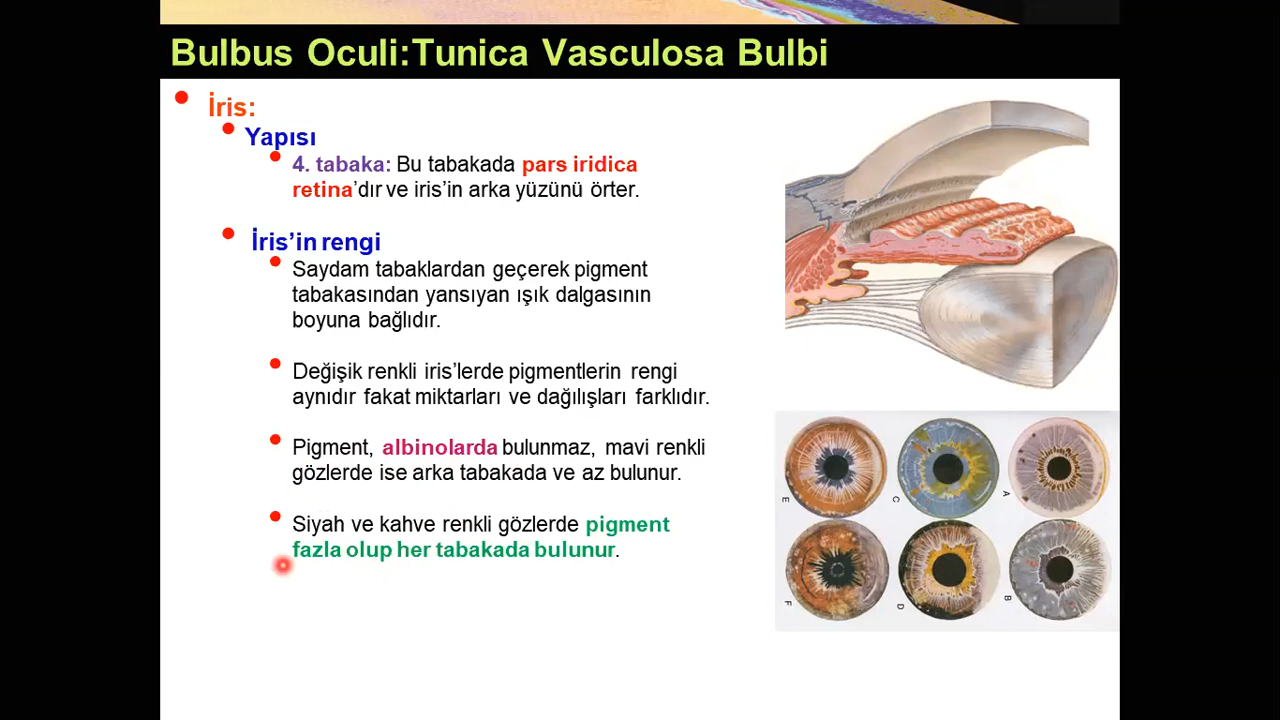 Bulbus Oculi:Tunica Vasculosa Bulbi
İris:
Yapısı
4. tabaka: Bu tabakada pars iridica
retina’dır ve iris’in arka yüzünü örter.
İris’in rengi
Saydam tabaklardan geçerek pigment
tabakasından yansıyan ışık dalgasının
boyuna bağlıdır.
Değişik renkli iris’lerde pigmentlerin rengi
aynıdır fakat miktarları ve dağılışları farklıdır.
Pigment, albinolarda bulunmaz, mavi renkli
gözlerde ise arka tabakada ve az bulunur.
Siyah ve kahve renkli gözlerde pigment
fazla olup her tabakada bulunur.
E
C
A
F
D
B